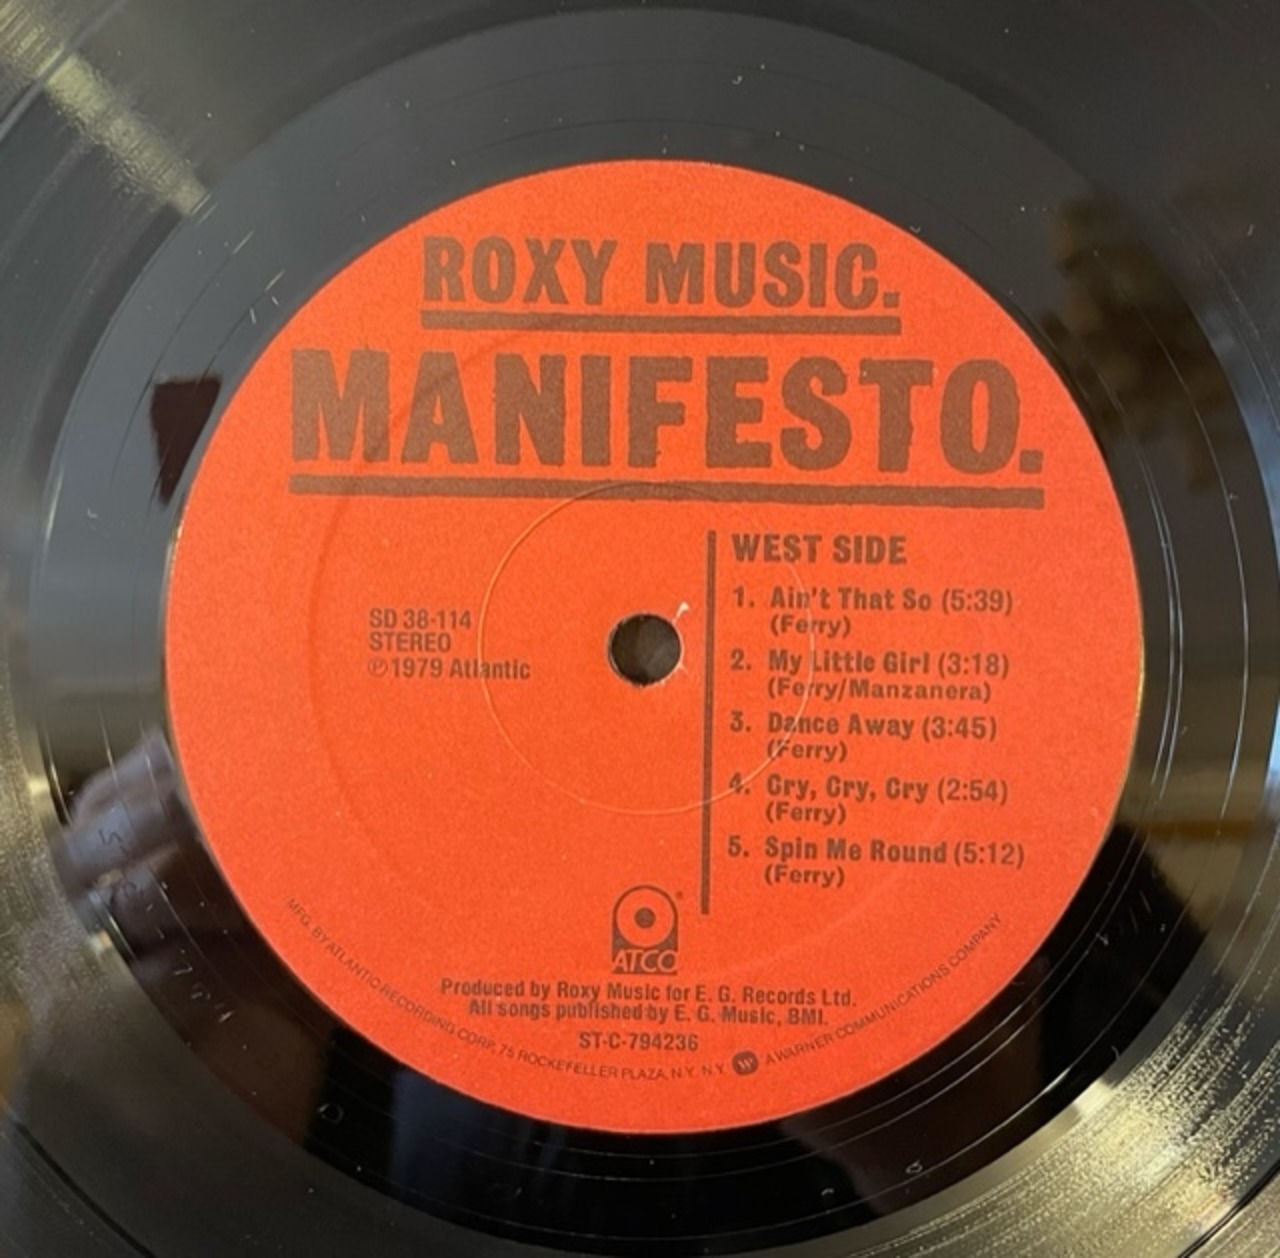 ROXY MUSIC.
MANIFESTO.
WEST SIDE
1. Ain't That So (5:39)
(Ferry)
2. My Little Girl (3:18)
(Ferry/Manzanera)
3. Dance Away (3:45)
(Ferry)
4. Cry, Cry, Cry (2:54)
(Ferry)
5. Spin Me Round (5:12)
(Ferry)
SD 38-114
STEREO
℗ 1979 Atlantic
®
ATCO
Produced by Roxy Music for E. G. Records Ltd.
All songs published by E. G. Music, BMI.
ST-C-794236
MFG. BY ATLANTIC RECORDING CORP., 75 ROCKEFELLER PLAZA, N.Y. N.Y. W A WARNER COMMUNICATIONS COMPANY